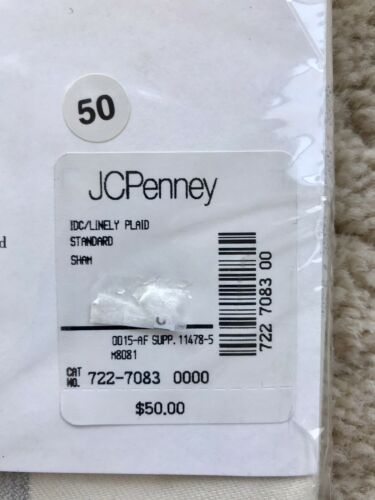 50
JCPenney
IDC/LINELY PLAID
STANDARD
SHAM
722 7083 00
0015-AF SUPP. 11478-5
M8081
CAT
NO. 722-7083 0000
$50.00